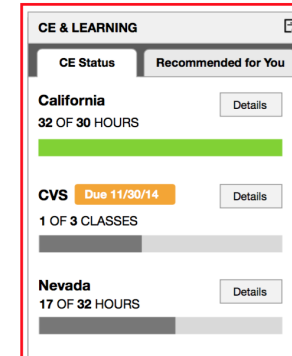 CE & LEARNING
CE Status Recommended for You
California Details
32 OF 30 HOURS
CVS Due 11/30/14 Details
1 OF 3 CLASSES
Nevada Details
17 OF 32 HOURS